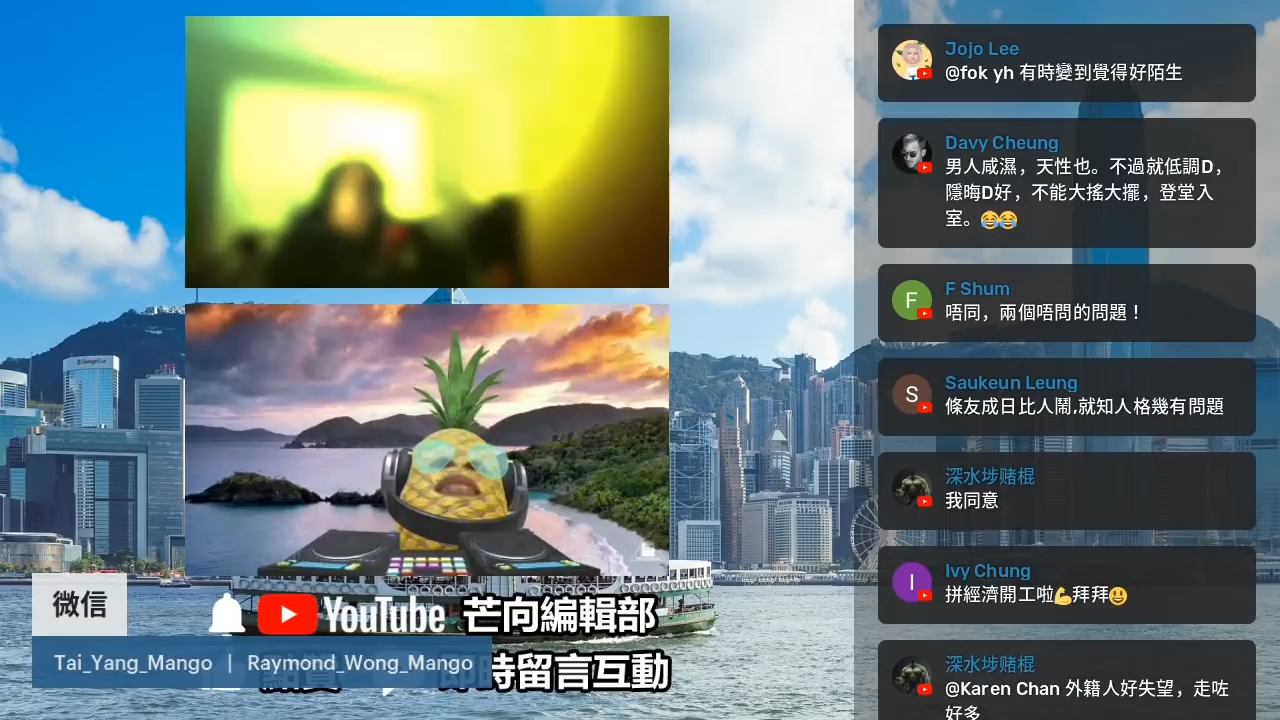 Jojo Lee
@fok yh 有時變到覺得好陌生
Davy Cheung
男人咸濕，天性也。不過就低調D，
隱晦D好，不能大搖大擺，登堂入
室。😂😂
F Shum
唔同，兩個唔問的問題！
Saukeun Leung
條友成日比人鬧,就知人格幾有問題
深水埗赌棍
我同意
Ivy Chung
拼經濟開工啦💪拜拜😃
深水埗赌棍
@Karen Chan 外籍人好失望，走咗
好多
微信
YouTube 芒向編輯部
Tai_Yang_Mango | Raymond_Wong_Mango
時留言互動